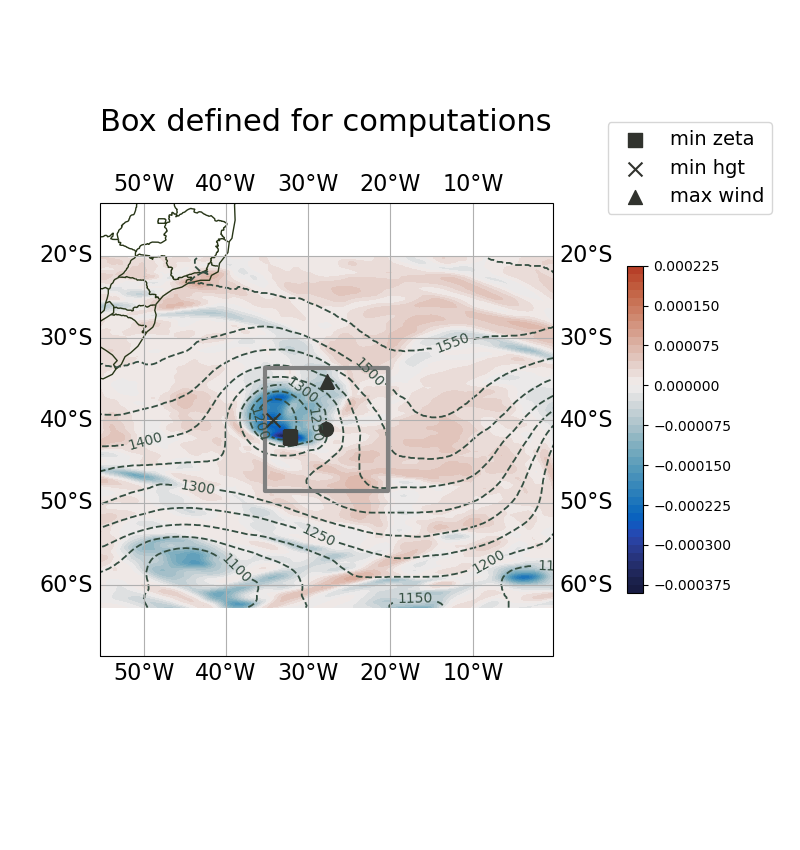 Box defined for computations
min zeta
min hgt
max wind
50°W 40°W 30°W 20°W 10°W
20°S 20°S
30°S 30°S
40°S 40°S
50°S 50°S
60°S 60°S
50°W 40°W 30°W 20°W 10°W
1550
1500
1300
1200
1250
1400
1300
1250
1200
1100
11
1150
0.000225
0.000150
0.000075
0.000000
−0.000075
−0.000150
−0.000225
−0.000300
−0.000375